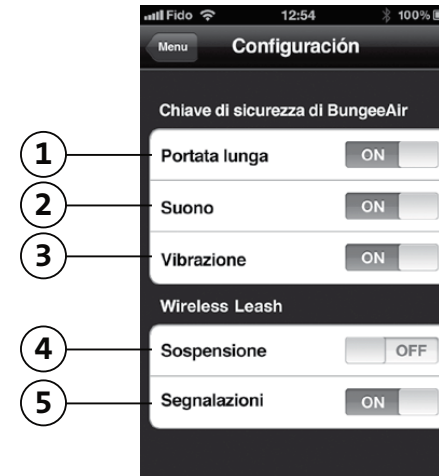 Fido 12:54 100%
Menu Configuración
Chiave di sicurezza di BungeeAir
1 Portata lunga ON
2 Suono ON
3 Vibrazione ON
Wireless Leash
4 Sospensione OFF
5 Segnalazioni ON